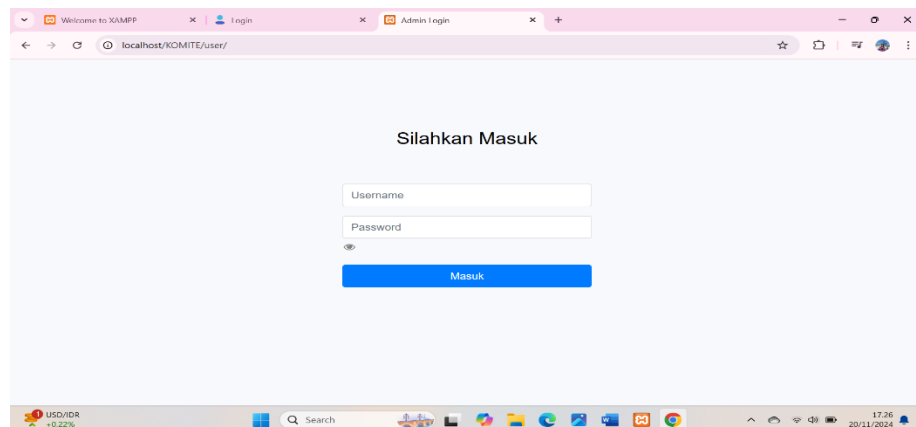 Welcome to XAMPP
Login
Admin Login
localhost/KOMITE/user/
Silahkan Masuk
Username
Password
Masuk
1
USD/IDR
+0.22%
Search
17.26
20/11/2024